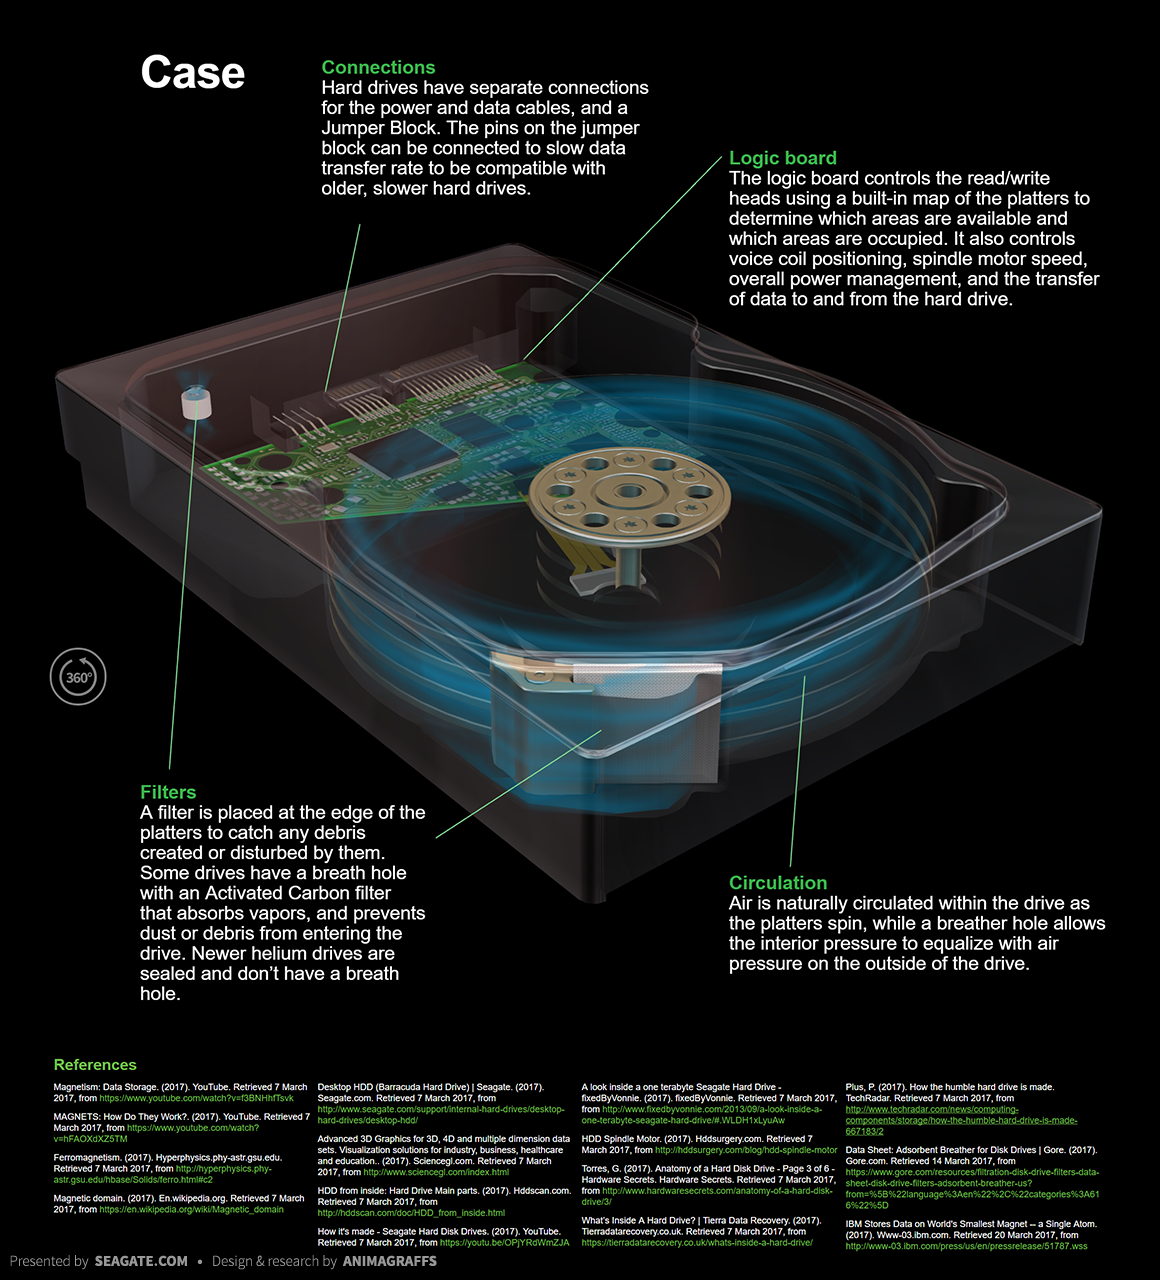 Case
Connections
Hard drives have separate connections
for the power and data cables, and a
Jumper Block. The pins on the jumper
block can be connected to slow data
transfer rate to be compatible with
older, slower hard drives.
Logic board
The logic board controls the read/write
heads using a built-in map of the platters to
determine which areas are available and
which areas are occupied. It also controls
voice coil positioning, spindle motor speed,
overall power management, and the transfer
of data to and from the hard drive.
360°
Filters
A filter is placed at the edge of the
platters to catch any debris
created or disturbed by them.
Some drives have a breath hole
with an Activated Carbon filter
that absorbs vapors, and prevents
dust or debris from entering the
drive. Newer helium drives are
sealed and don't have a breath
hole.
Circulation
Air is naturally circulated within the drive as
the platters spin, while a breather hole allows
the interior pressure to equalize with air
pressure on the outside of the drive.
References
Magnetism: Data Storage. (2017). YouTube. Retrieved 7 March
2017, from https://www.youtube.com/watch?v=f3BNHhfTsvk
MAGNETS: How Do They Work?. (2017). YouTube. Retrieved 7
March 2017, from https://www.youtube.com/watch?
v=hFAOXdXZ5TM
Ferromagnetism. (2017). Hyperphysics.phy-astr.gsu.edu.
Retrieved 7 March 2017, from http://hyperphysics.phy-
astr.gsu.edu/hbase/Solids/ferro.html#c2
Magnetic domain. (2017). En.wikipedia.org. Retrieved 7 March
2017, from https://en.wikipedia.org/wiki/Magnetic_domain
Desktop HDD (Barracuda Hard Drive) | Seagate. (2017).
Seagate.com. Retrieved 7 March 2017, from
http://www.seagate.com/support/internal-hard-drives/desktop-
hard-drives/desktop-hdd/
Advanced 3D Graphics for 3D, 4D and multiple dimension data
sets. Visualization solutions for industry, business, healthcare
and education.. (2017). Sciencegl.com. Retrieved 7 March
2017, from http://www.sciencegl.com/index.html
HDD from inside: Hard Drive Main parts. (2017). Hddscan.com.
Retrieved 7 March 2017, from
http://hddscan.com/doc/HDD_from_inside.html
How it's made - Seagate Hard Disk Drives. (2017). YouTube.
Retrieved 7 March 2017, from https://youtu.be/OPjYRdWmZJA
A look inside a one terabyte Seagate Hard Drive -
fixedByVonnie. (2017). fixedByVonnie. Retrieved 7 March 2017,
from http://www.fixedbyvonnie.com/2013/09/a-look-inside-a-
one-terabyte-seagate-hard-drive/#.WLDH1xLyuAw
HDD Spindle Motor. (2017). Hddsurgery.com. Retrieved 7
March 2017, from http://hddsurgery.com/blog/hdd-spindle-motor
Torres, G. (2017). Anatomy of a Hard Disk Drive - Page 3 of 6 -
Hardware Secrets. Hardware Secrets. Retrieved 7 March 2017,
from http://www.hardwaresecrets.com/anatomy-of-a-hard-disk-
drive/3/
What's Inside A Hard Drive? | Tierra Data Recovery. (2017).
Tierradatarecovery.co.uk. Retrieved 7 March 2017, from
https://tierradatarecovery.co.uk/whats-inside-a-hard-drive/
Plus, P. (2017). How the humble hard drive is made.
TechRadar. Retrieved 7 March 2017, from
http://www.techradar.com/news/computing-
components/storage/how-the-humble-hard-drive-is-made-
667183/2
Data Sheet: Adsorbent Breather for Disk Drives | Gore. (2017).
Gore.com. Retrieved 14 March 2017, from
https://www.gore.com/resources/filtration-disk-drive-filters-data-
sheet-disk-drive-filters-adsorbent-breather-us?
from=%5B%22language%3Aen%22%2C%22categories%3A61
6%22%5D
IBM Stores Data on World's Smallest Magnet -- a Single Atom.
(2017). Www-03.ibm.com. Retrieved 20 March 2017, from
http://www-03.ibm.com/press/us/en/pressrelease/51787.wss
Presented by SEAGATE.COM • Design & research by ANIMAGRAFFS